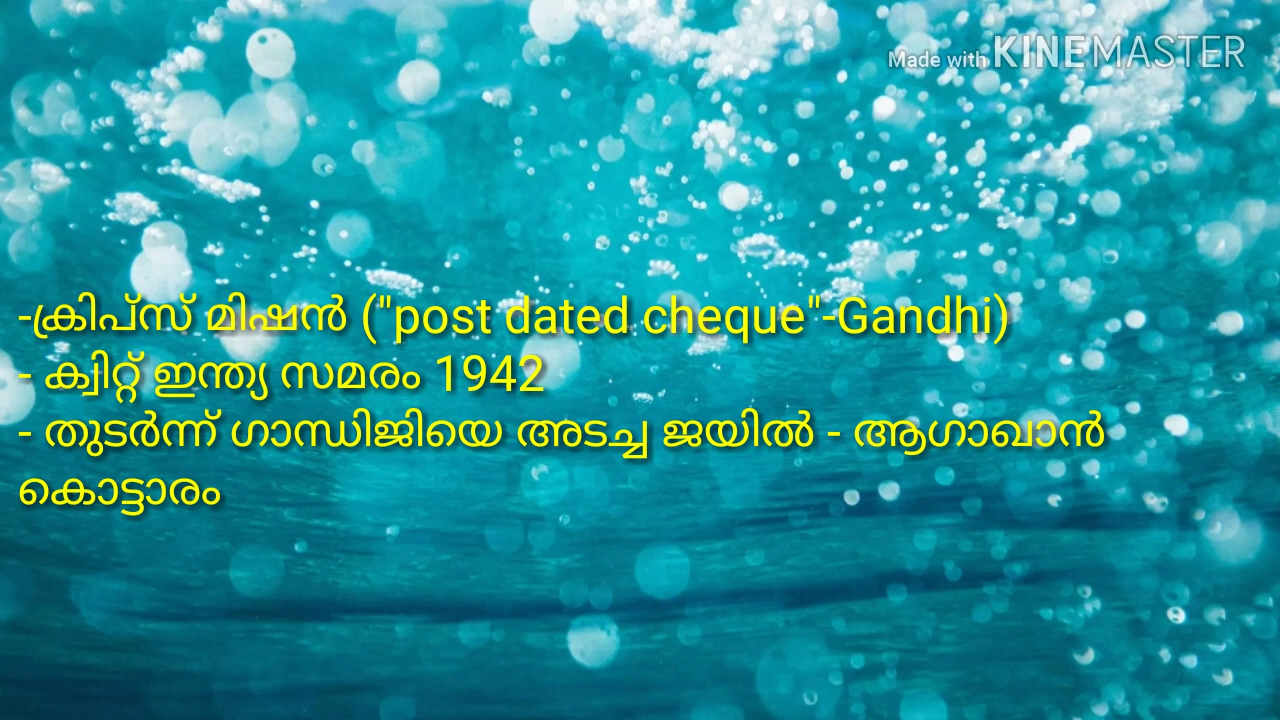 Made with KINEMASTER
-ക്രിപ്സ് മിഷൻ ("post dated cheque"-Gandhi)
- ക്വിറ്റ് ഇന്ത്യ സമരം 1942
- തുടർന്ന് ഗാന്ധിജിയെ അടച്ച ജയിൽ - ആഗാഖാൻ
കൊട്ടാരം